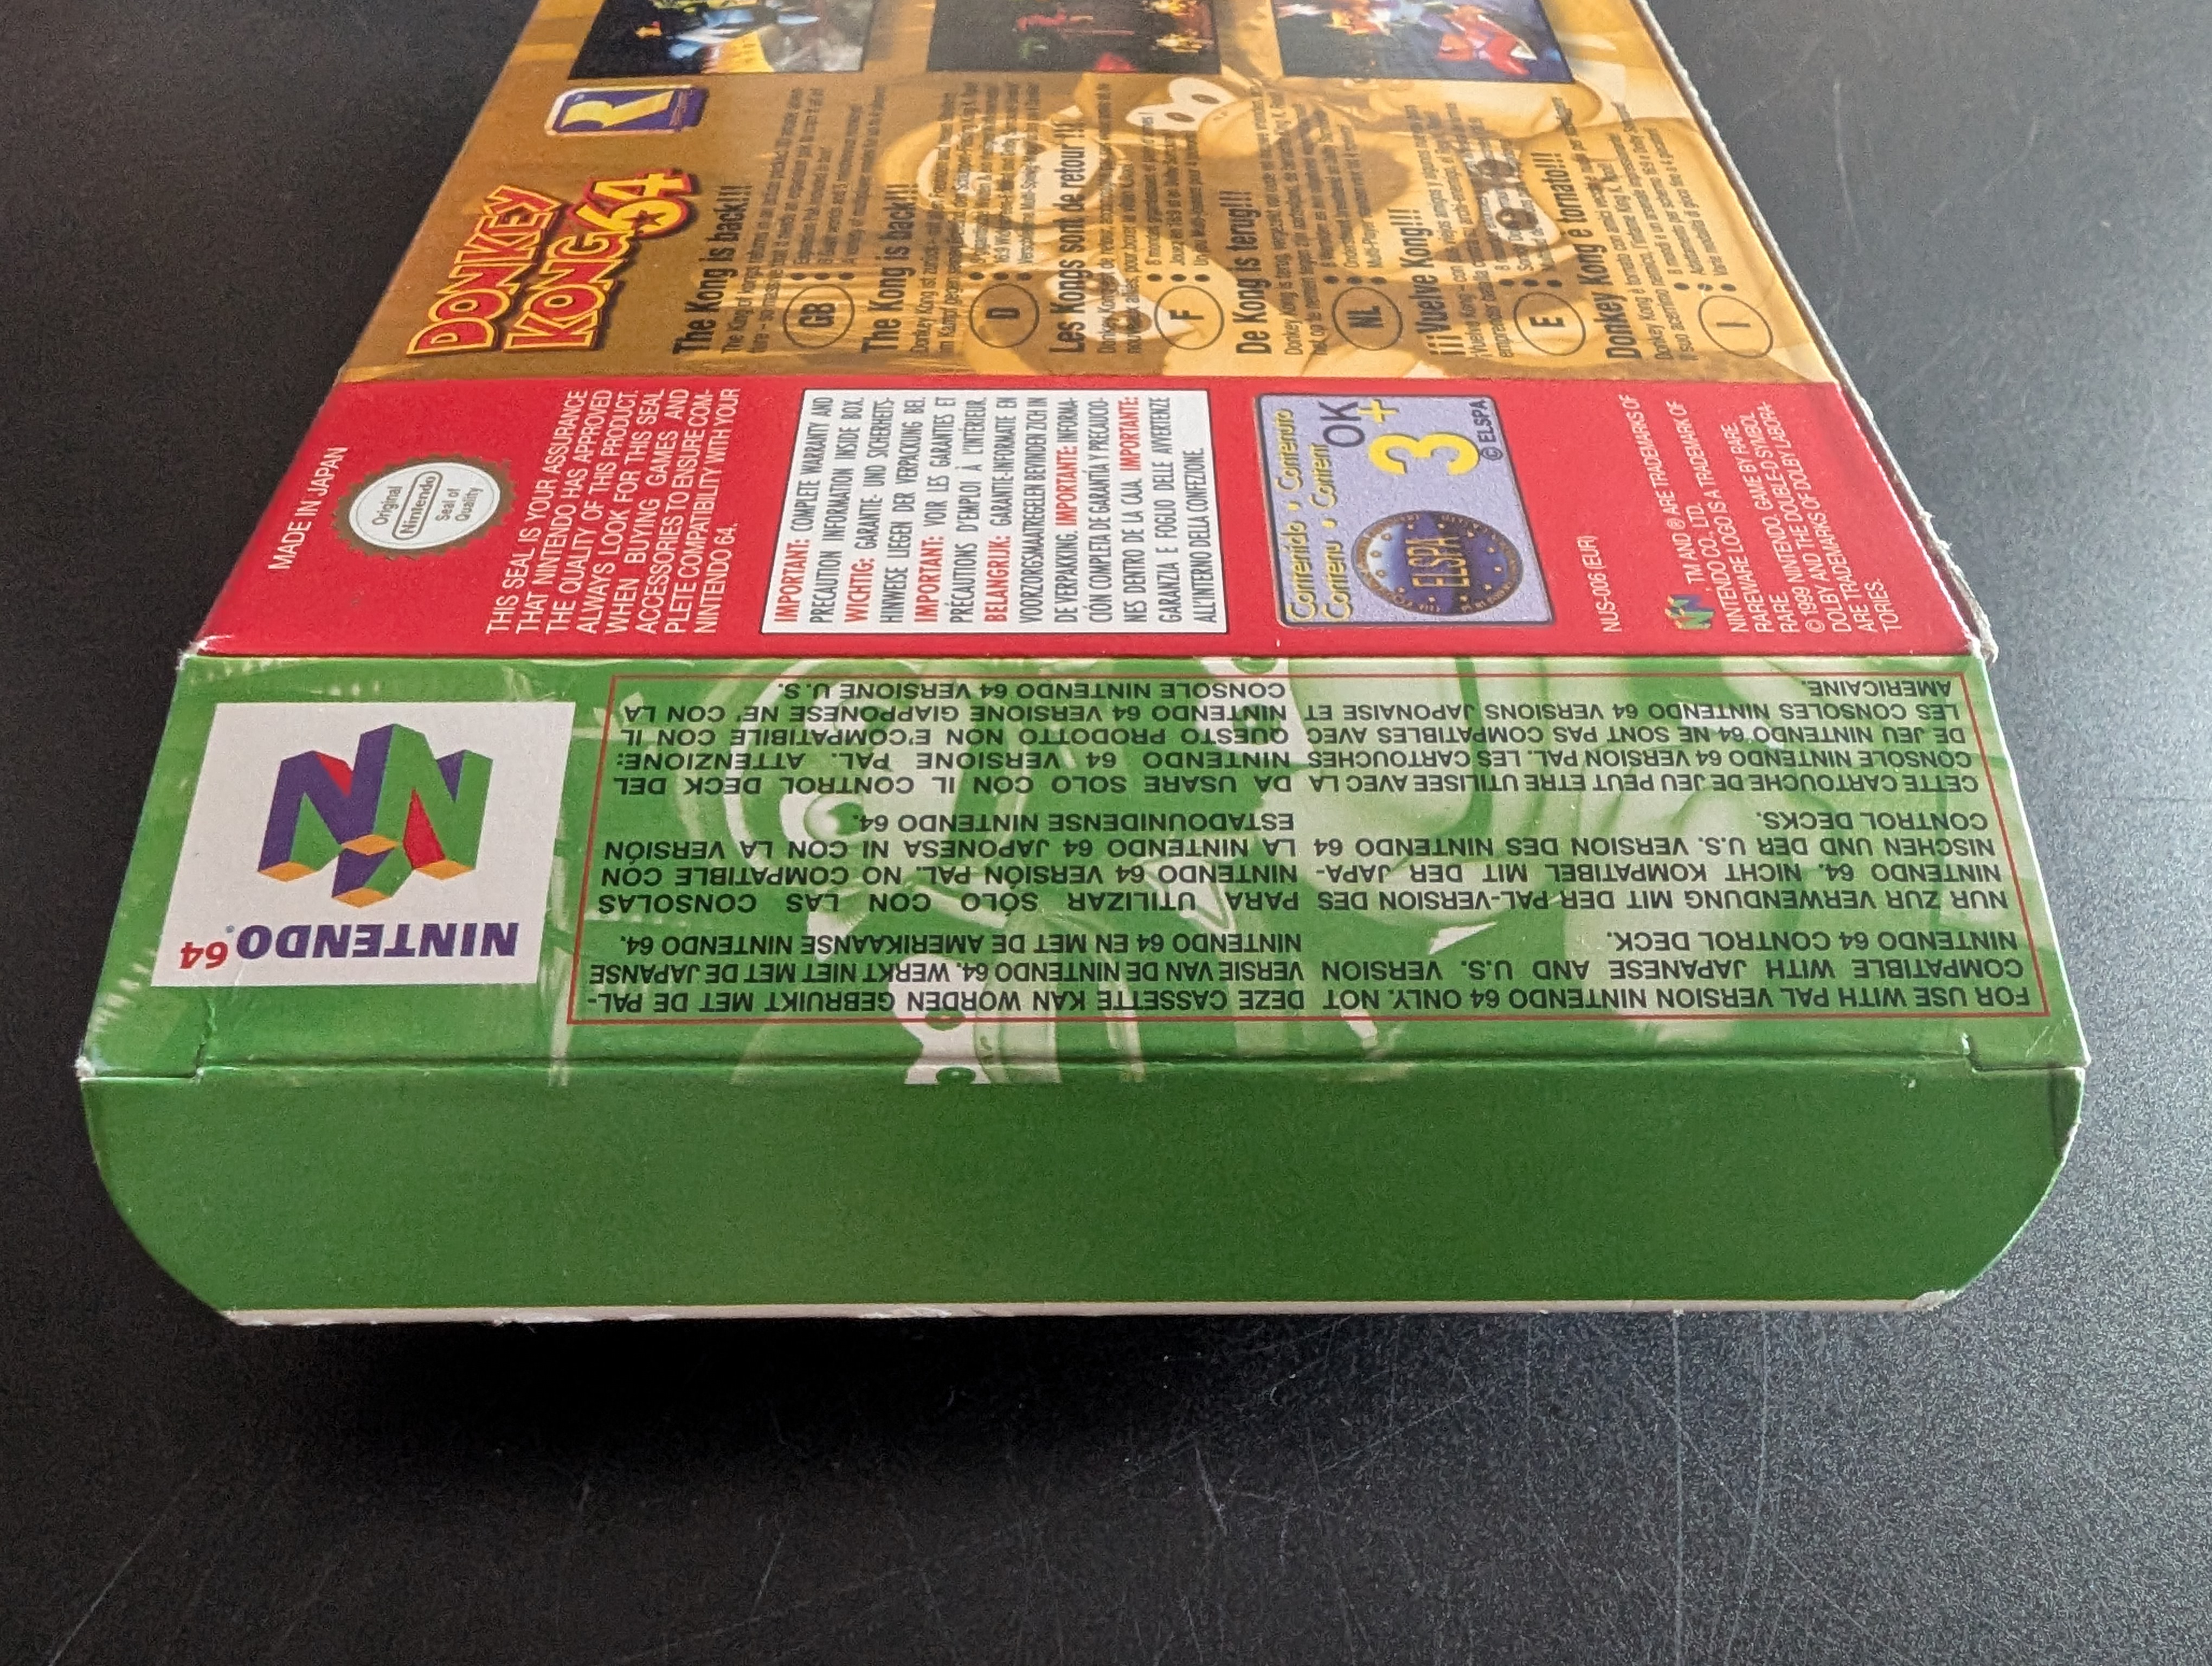 DONKEY
KONG 64
The Kong is back!!!
GB
The Kong is back!!
D
Les Kongs sont de retour !!!
F
De Kong is terug!!!
NL
¡¡¡ Vuelve Kong!!!
E
Donkey Kong è tornato!!!
I
MADE IN JAPAN
Original
Nintendo
Seal of
Quality
THIS SEAL IS YOUR ASSURANCE
THAT NINTENDO HAS APPROVED
THE QUALITY OF THIS PRODUCT.
ALWAYS LOOK FOR THIS SEAL
WHEN BUYING GAMES AND
ACCESSORIES TO ENSURE COM-
PLETE COMPATIBILITY WITH YOUR
NINTENDO 64.
IMPORTANT: COMPLETE WARRANTY AND
PRECAUTION INFORMATION INSIDE BOX.
WICHTIG: GARANTIE- UND SICHERHEITS-
HINWEISE LIEGEN DER VERPACKUNG BEI.
IMPORTANT: VOIR LES GARANTIES ET
PRÉCAUTIONS D'EMPLOI À L'INTÉRIEUR.
BELANGRIJK: GARANTIE-INFORMATIE EN
VOORZORGSMAATREGELEN BEVINDEN ZICH IN
DE VERPAKKING. IMPORTANTE: INFORMA-
CIÓN COMPLETA DE GARANTÍA Y PRECAUCIO-
NES DENTRO DE LA CAJA. IMPORTANTE:
GARANZIA E FOGLIO DELLE AVVERTENZE
ALL'INTERNO DELLA CONFEZIONE
Contenido • Contenuto
Contenu • Content
OK
3+
ELSPA
© ELSPA
NUS-006 (EUR)
TM AND ® ARE TRADEMARKS OF
NINTENDO CO., LTD.
RAREWARE LOGO IS A TRADEMARK OF
RARE.
© 1999 NINTENDO. GAME BY RARE.
DOLBY AND THE DOUBLE-D SYMBOL
ARE TRADEMARKS OF DOLBY LABORA-
TORIES.
NINTENDO 64
FOR USE WITH PAL VERSION NINTENDO 64 ONLY. NOT
COMPATIBLE WITH JAPANESE AND U.S. VERSION
NINTENDO 64 CONTROL DECK.
NUR ZUR VERWENDUNG MIT DER PAL-VERSION DES
NINTENDO 64. NICHT KOMPATIBEL MIT DER JAPA-
NISCHEN UND DER U.S. VERSION DES NINTENDO 64
CONTROL DECKS.
CETTE CARTOUCHE DE JEU PEUT ETRE UTILISEE AVEC LA
CONSOLE NINTENDO 64 VERSION PAL. LES CARTOUCHES
DE JEU NINTENDO 64 NE SONT PAS COMPATIBLES AVEC
LES CONSOLES NINTENDO 64 VERSIONS JAPONAISE ET
AMERICAINE.
DEZE CASSETTE KAN WORDEN GEBRUIKT MET DE PAL-
VERSIE VAN DE NINTENDO 64. WERKT NIET MET DE JAPANSE
NINTENDO 64 EN MET DE AMERIKAANSE NINTENDO 64.
PARA UTILIZAR SÓLO CON LAS CONSOLAS
NINTENDO 64 VERSIÓN PAL. NO COMPATIBLE CON
LA NINTENDO 64 JAPONESA NI CON LA VERSIÓN
ESTADOUNIDENSE NINTENDO 64.
DA USARE SOLO CON IL CONTROL DECK DEL
NINTENDO 64 VERSIONE PAL. ATTENZIONE:
QUESTO PRODOTTO NON E'COMPATIBILE CON IL
NINTENDO 64 VERSIONE GIAPPONESE NE' CON LA
CONSOLE NINTENDO 64 VERSIONE U.S.